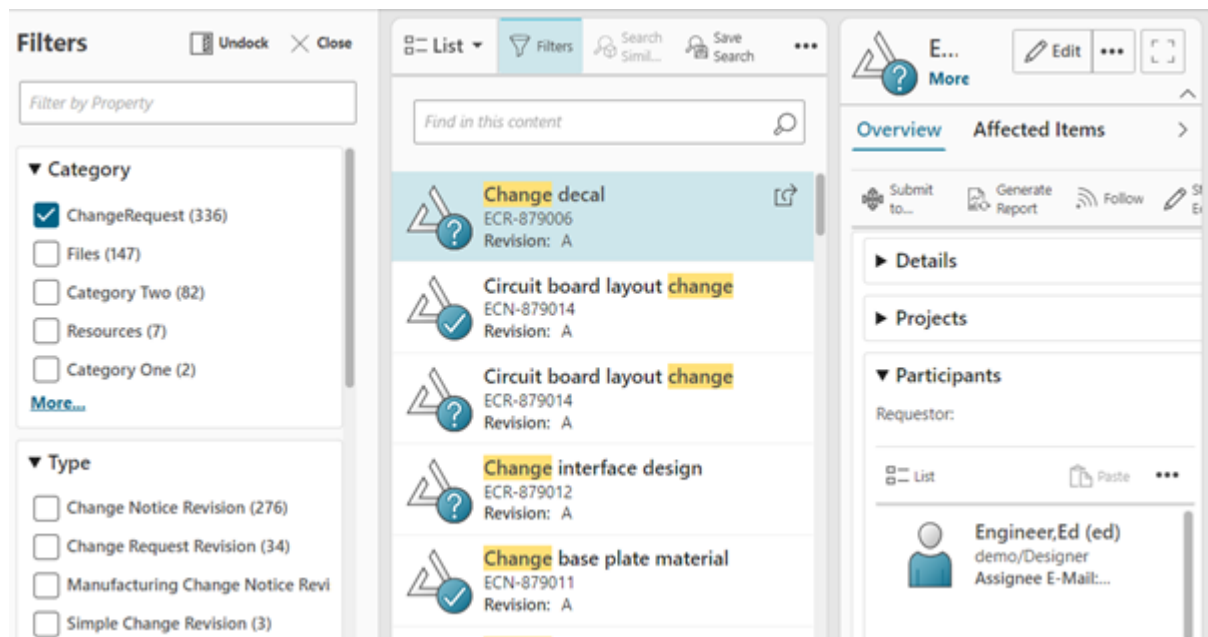 Filters
Undock
Close
Filter by Property
Category
ChangeRequest (336)
Files (147)
Category Two (82)
Resources (7)
Category One (2)
More...
Type
Change Notice Revision (276)
Change Request Revision (34)
Manufacturing Change Notice Revi
Simple Change Revision (3)
List
Filters
Search
Simil...
Save
Search
Find in this content
Change decal
ECR-879006
Revision: A
Circuit board layout change
ECN-879014
Revision: A
Circuit board layout change
ECR-879014
Revision: A
Change interface design
ECR-879012
Revision: A
Change base plate material
ECN-879011
Revision: A
E...
More
Edit
Overview
Affected Items
Submit
to...
Generate
Report
Follow
Details
Projects
Participants
Requestor:
List
Paste
Engineer,Ed (ed)
demo/Designer
Assignee E-Mail:...